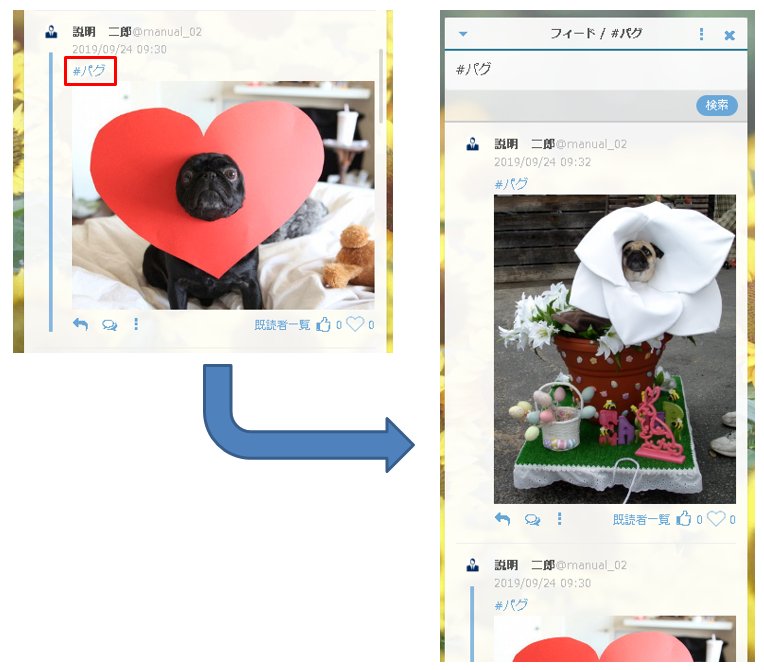 説明　二郎@manual_02
2019/09/24 09:30
#パグ
既読者一覧 0 0
フィード / #パグ
#パグ
検索
説明　二郎@manual_02
2019/09/24 09:32
#パグ
EASTER
既読者一覧 0 0
説明　二郎@manual_02
2019/09/24 09:30
#パグ